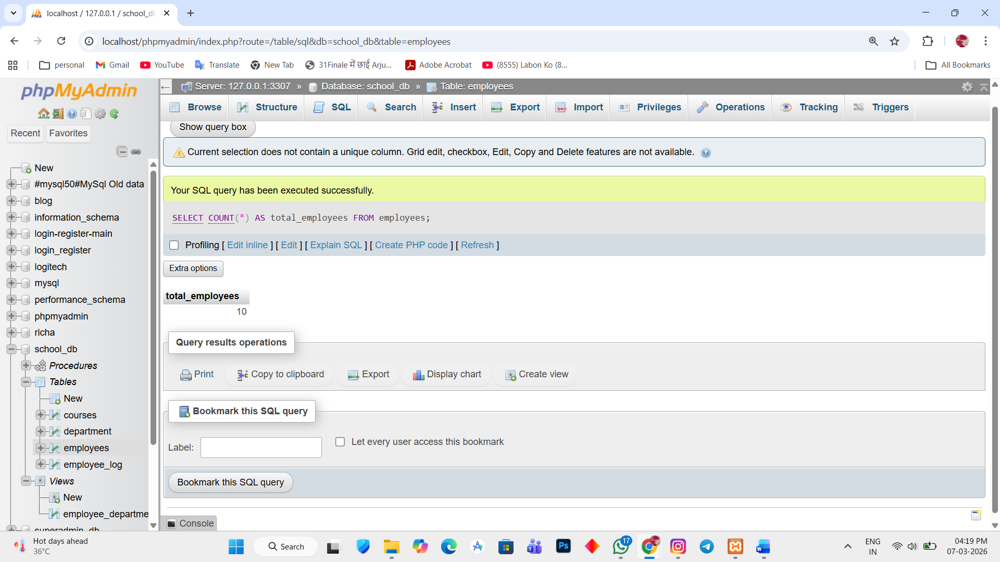 localhost / 127.0.0.1 / school_db
localhost/phpmyadmin/index.php?route=/table/sql&db=school_db&table=employees
personal
Gmail
YouTube
Translate
New Tab
31Finale में छाई Arju...
Adobe Acrobat
(8555) Labon Ko (8...
All Bookmarks
phpMyAdmin
Recent
Favorites
New
#mysql50#MySql Old data
blog
information_schema
login-register-main
login_register
logitech
mysql
performance_schema
phpmyadmin
richa
school_db
Procedures
Tables
New
courses
department
employees
employee_log
Views
New
employee_departme
superadmin_db
Server: 127.0.0.1:3307 » Database: school_db » Table: employees
Browse
Structure
SQL
Search
Insert
Export
Import
Privileges
Operations
Tracking
Triggers
Show query box
Current selection does not contain a unique column. Grid edit, checkbox, Edit, Copy and Delete features are not available.
Your SQL query has been executed successfully.
SELECT COUNT(*) AS total_employees FROM employees;
Profiling [ Edit inline ] [ Edit ] [ Explain SQL ] [ Create PHP code ] [ Refresh ]
Extra options
total_employees
10
Query results operations
Print
Copy to clipboard
Export
Display chart
Create view
Bookmark this SQL query
Label:
Let every user access this bookmark
Bookmark this SQL query
Console
Hot days ahead
36°C
Search
Ps
17
ENG
IN
04:19 PM
07-03-2026